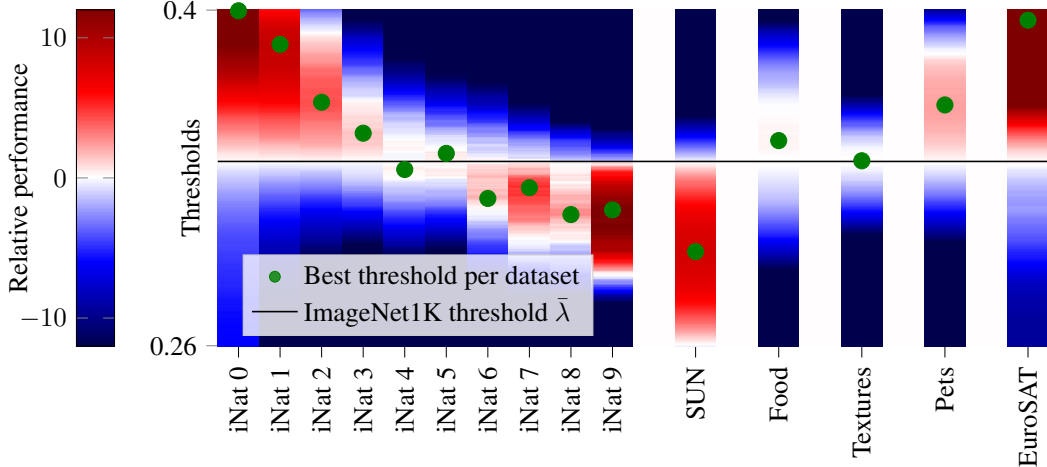 10
0
−10
Relative performance
0.4
0.26
Thresholds
Best threshold per dataset
ImageNet1K threshold λ̄
iNat 0
iNat 1
iNat 2
iNat 3
iNat 4
iNat 5
iNat 6
iNat 7
iNat 8
iNat 9
SUN
Food
Textures
Pets
EuroSAT